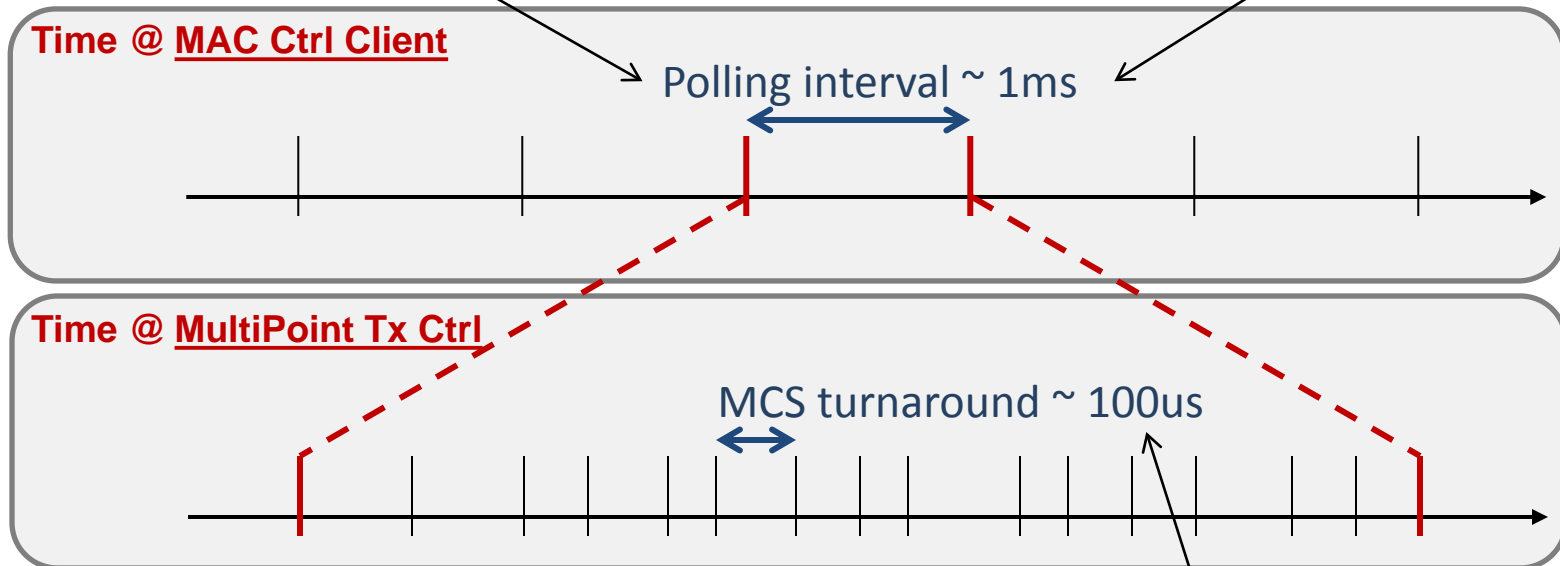 Time @ MAC Ctrl Client
Polling interval ~ 1ms
Time @ MultiPoint Tx Ctrl
MCS turnaround ~ 100us